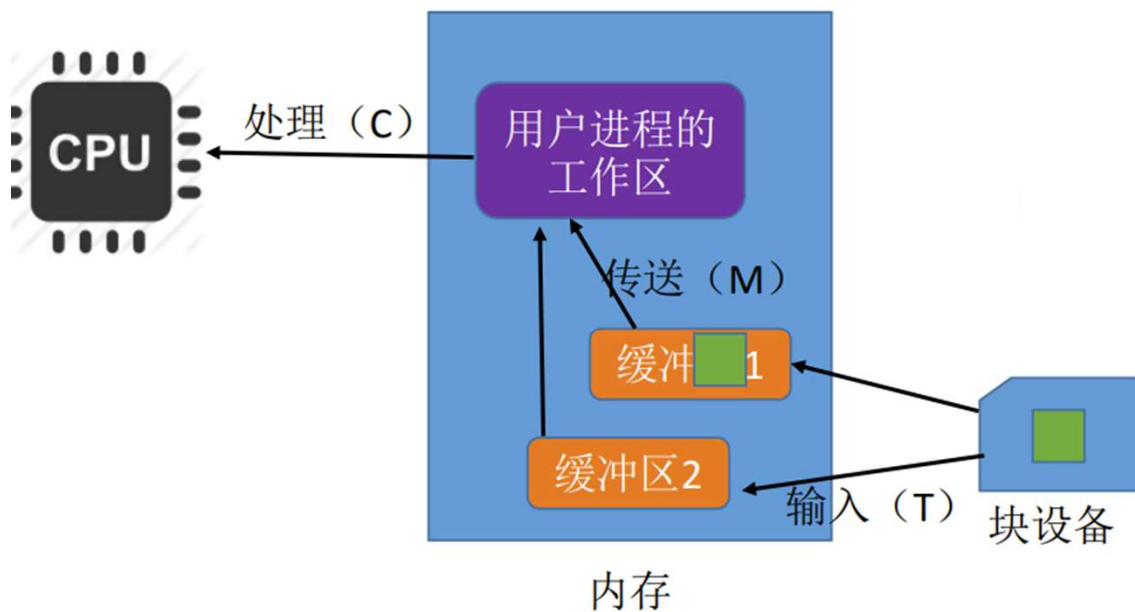 处理（C）
CPU
用户进程的
工作区
传送（M）
缓冲 1
缓冲区2
输入（T）
块设备
内存